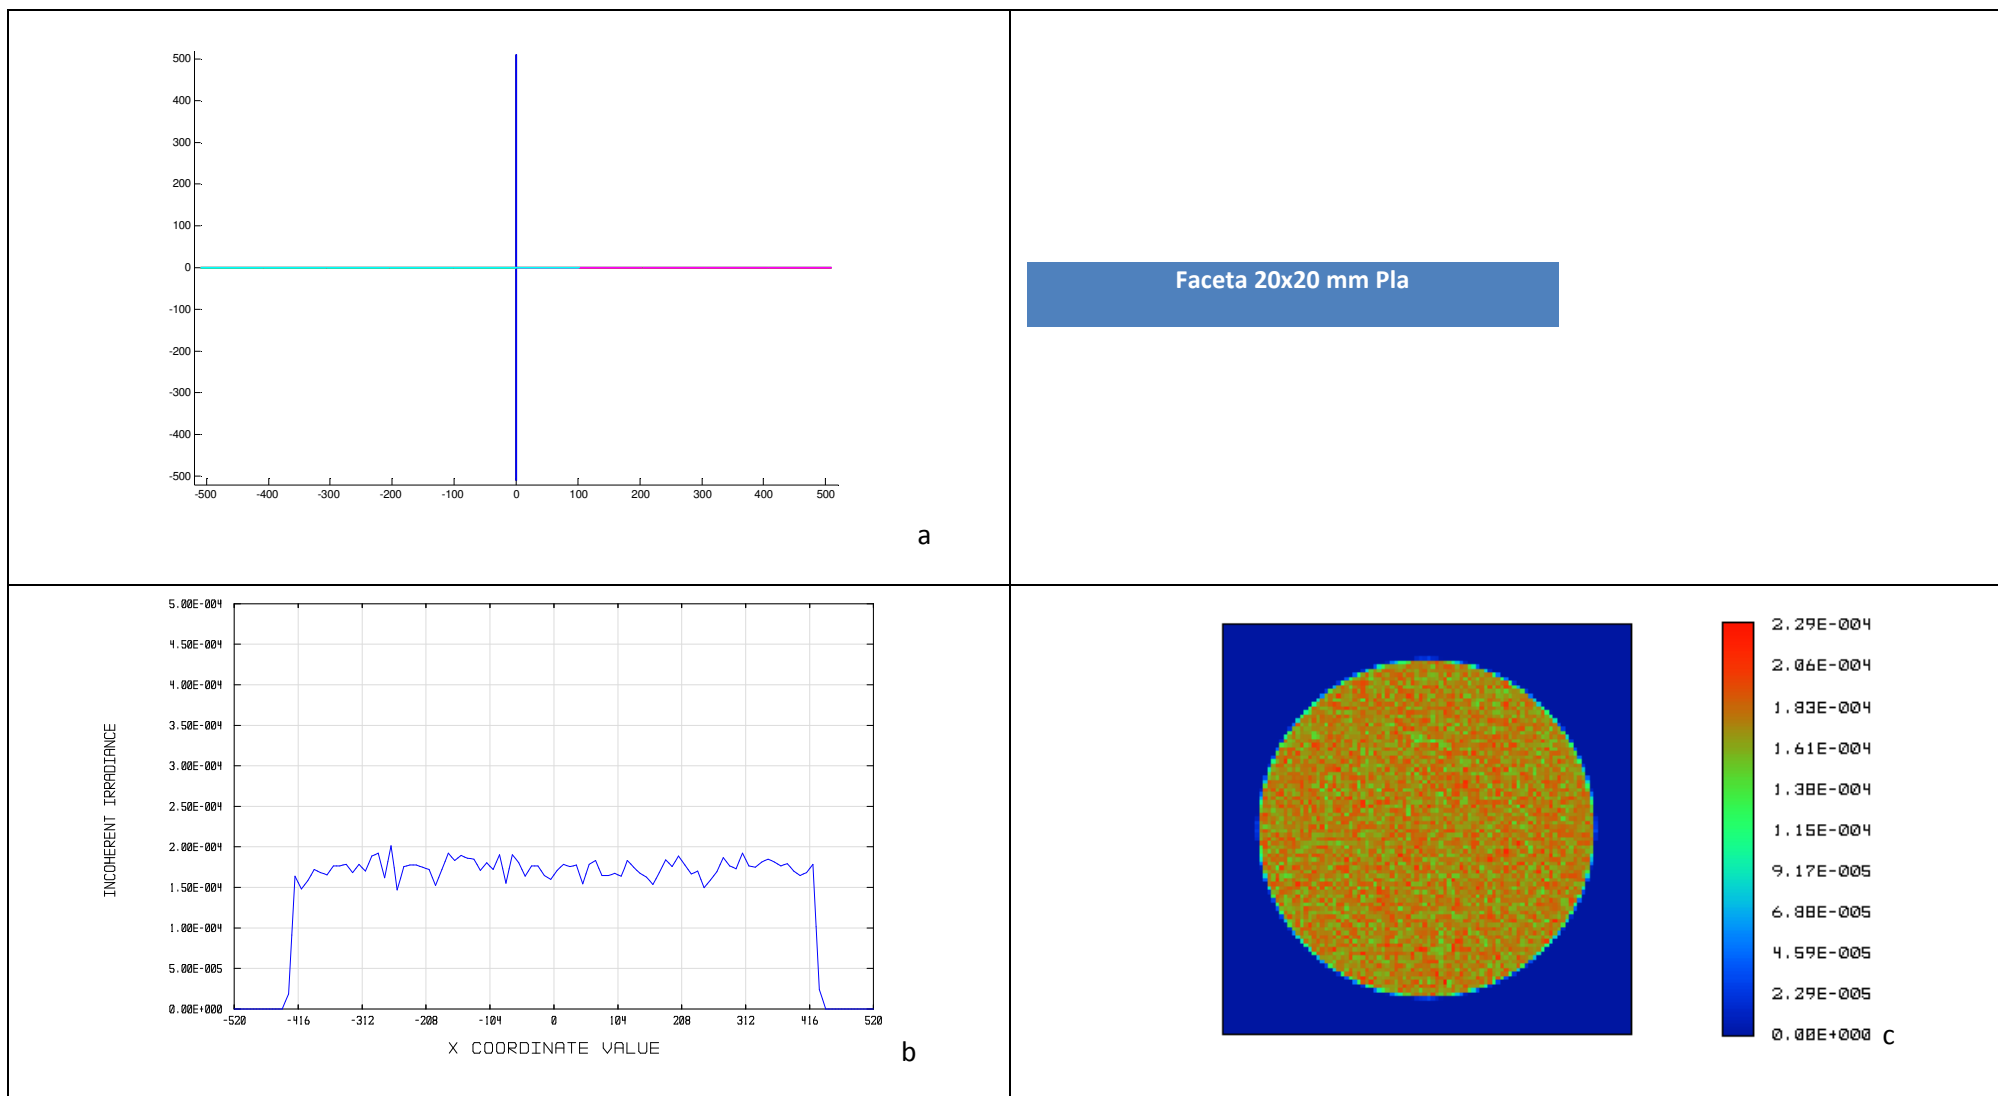 500
400
300
200
100
0
-100
-200
-300
-400
-500
-500 -400 -300 -200 -100 0 100 200 300 400 500
a
Faceta 20x20 mm Pla
5.00E-004
4.50E-004
4.00E-004
3.50E-004
3.00E-004
2.50E-004
2.00E-004
1.50E-004
1.00E-004
5.00E-005
0.00E+000
INCOHERENT IRRADIANCE
-520 -416 -312 -208 -104 0 104 208 312 416 520
X COORDINATE VALUE
b
2.29E-004
2.06E-004
1.83E-004
1.61E-004
1.38E-004
1.15E-004
9.17E-005
6.88E-005
4.59E-005
2.29E-005
0.00E+000
c